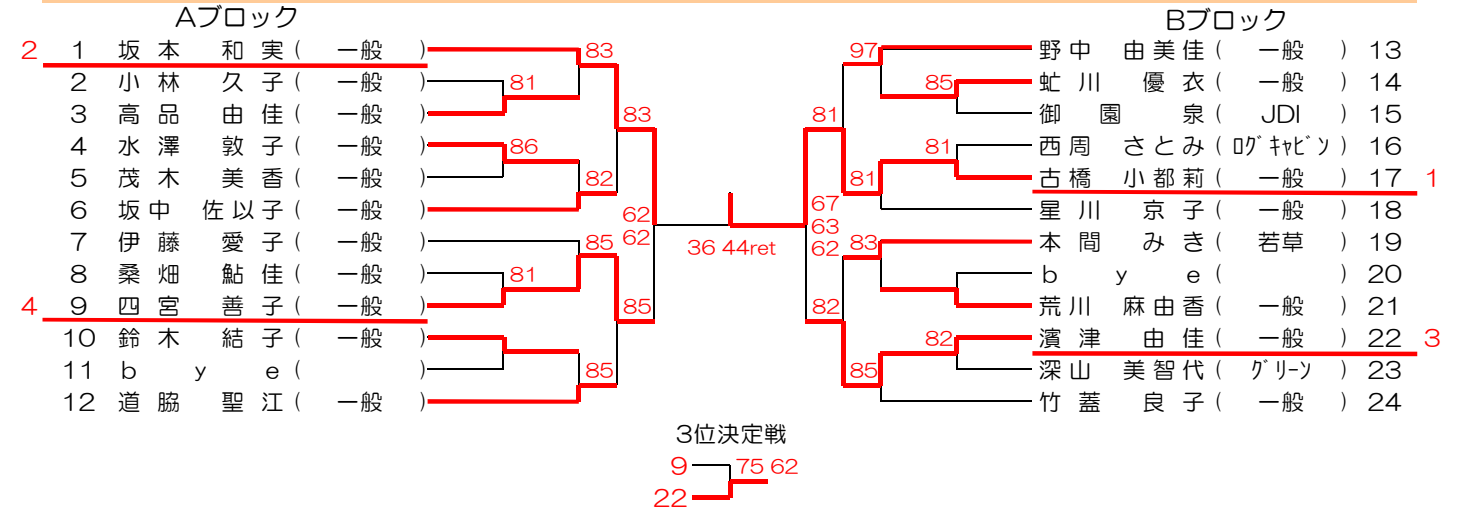 Aブロック
Bブロック
2 1 坂本 和実( 一般 ) 83
97 野中 由美佳( 一般 ) 13
2 小林 久子( 一般 ) 81
85 虻川 優衣( 一般 ) 14
3 高品 由佳( 一般 ) 83
81 御園 泉( JDI ) 15
4 水澤 敦子( 一般 ) 86
81 西周 さとみ(ログキャビン) 16
5 茂木 美香( 一般 ) 82
81 古橋 小都莉( 一般 ) 17 1
6 坂中 佐以子( 一般 ) 62
67 星川 京子( 一般 ) 18
63
7 伊藤 愛子( 一般 ) 85 62
36 44ret
62 83 本間 みき( 若草 ) 19
8 桑畑 鮎佳( 一般 ) 81
bye( ) 20
4 9 四宮 善子( 一般 ) 85
82 荒川 麻由香( 一般 ) 21
10 鈴木 結子( 一般 )
82 濱津 由佳( 一般 ) 22 3
11 bye( ) 85
85 深山 美智代( グリーン ) 23
12 道脇 聖江( 一般 )
竹蓋 良子( 一般 ) 24
3位決定戦
9 75 62
22